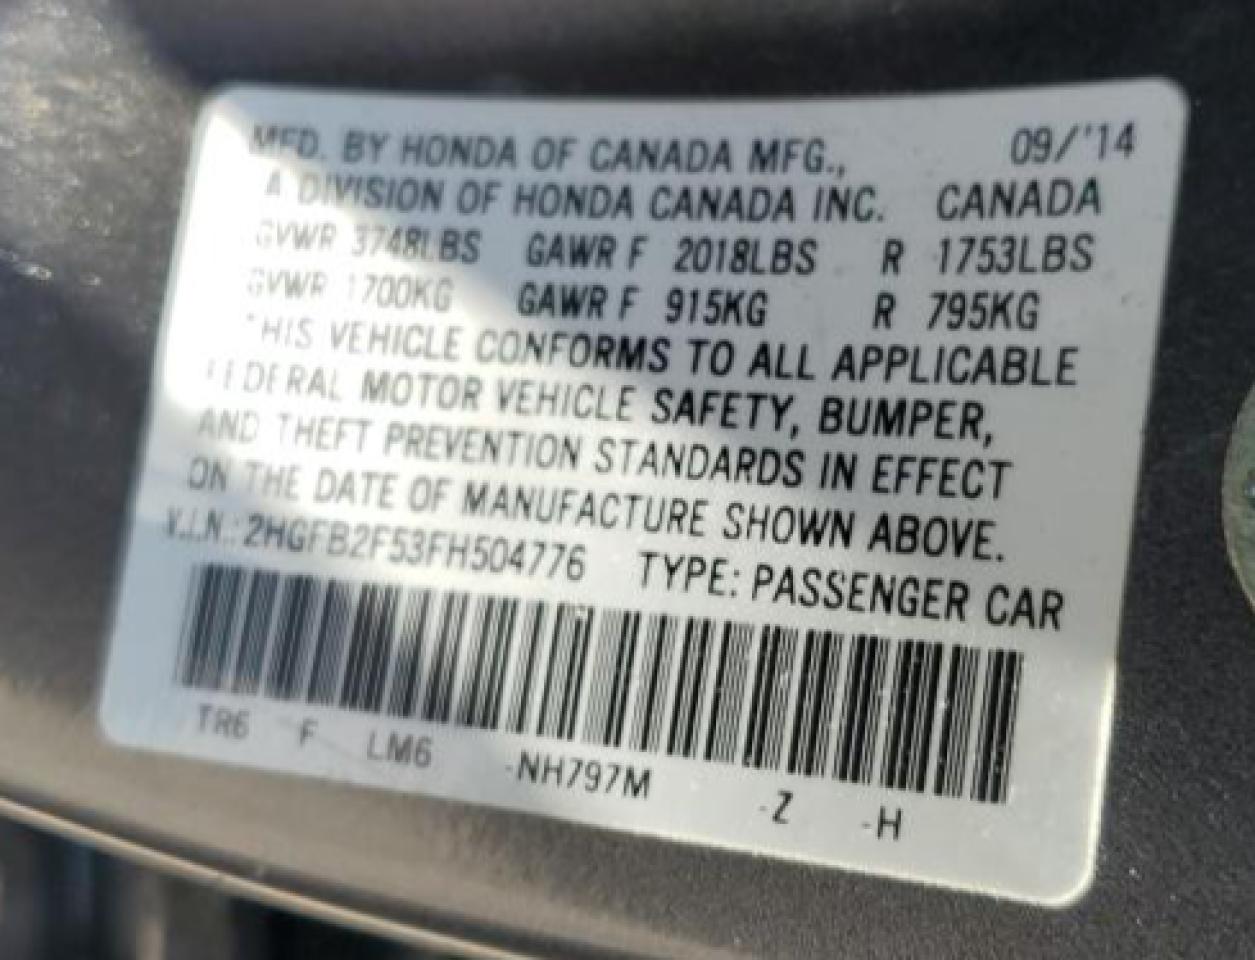 MFD. BY HONDA OF CANADA MFG., 09/'14
A DIVISION OF HONDA CANADA INC. CANADA
GVWR 3748LBS GAWR F 2018LBS R 1753LBS
GVWR 1700KG GAWR F 915KG R 795KG
THIS VEHICLE CONFORMS TO ALL APPLICABLE
FEDERAL MOTOR VEHICLE SAFETY, BUMPER,
AND THEFT PREVENTION STANDARDS IN EFFECT
ON THE DATE OF MANUFACTURE SHOWN ABOVE.
V.I.N.: 2HGFB2F53FH504776 TYPE: PASSENGER CAR
TR6 F LM6 -NH797M -Z -H